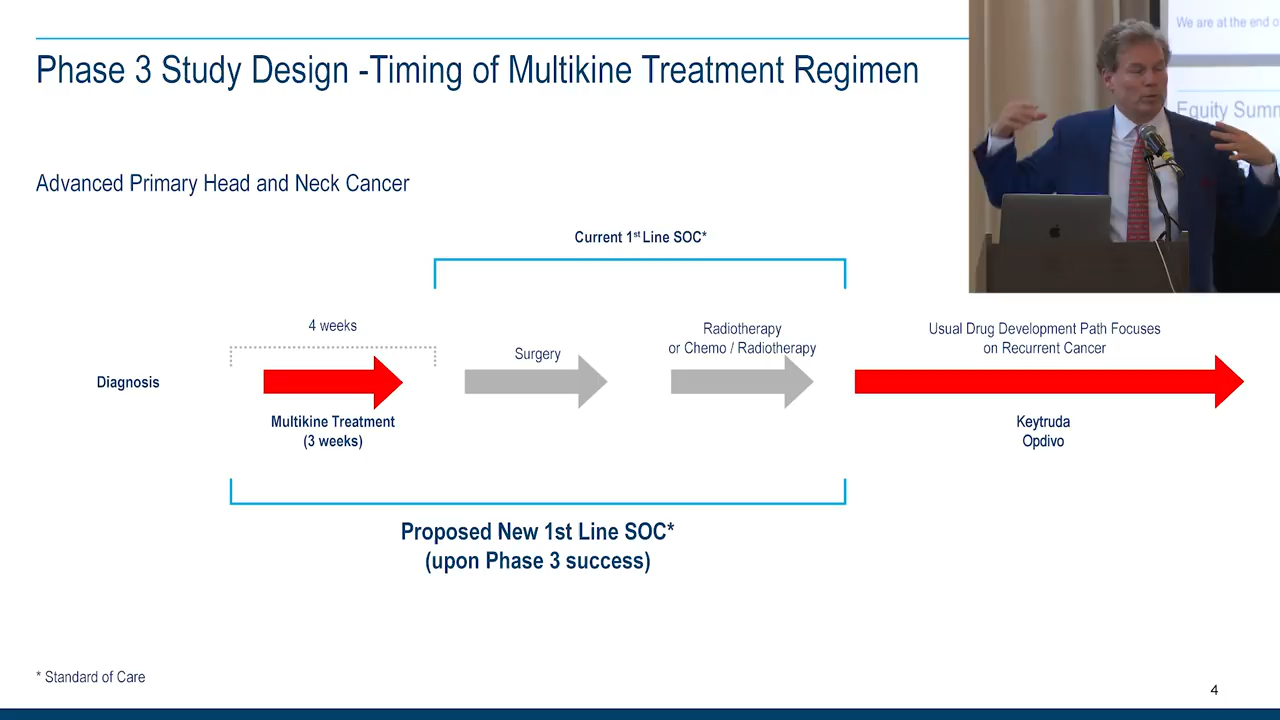 We are at the end o
Phase 3 Study Design -Timing of Multikine Treatment Regimen
Equity Summ
Advanced Primary Head and Neck Cancer
Current 1st Line SOC*
4 weeks
Surgery
Radiotherapy
or Chemo / Radiotherapy
Usual Drug Development Path Focuses
on Recurrent Cancer
Diagnosis
Multikine Treatment
(3 weeks)
Keytruda
Opdivo
Proposed New 1st Line SOC*
(upon Phase 3 success)
* Standard of Care
4